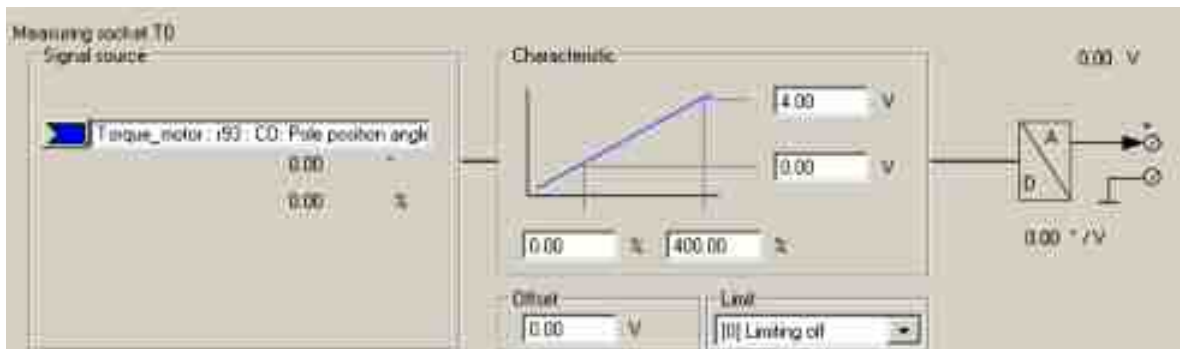 Measuring socket T0
Signal source
Torque_motor : r93 : CO: Pole position angle
0.00 °
0.00 %
Characteristic
4.00 V
0.00 V
0.00 % 400.00 %
Offset
0.00 V
Limit
[0] Limiting off
0.00 V
A
D
0.00 ° / V